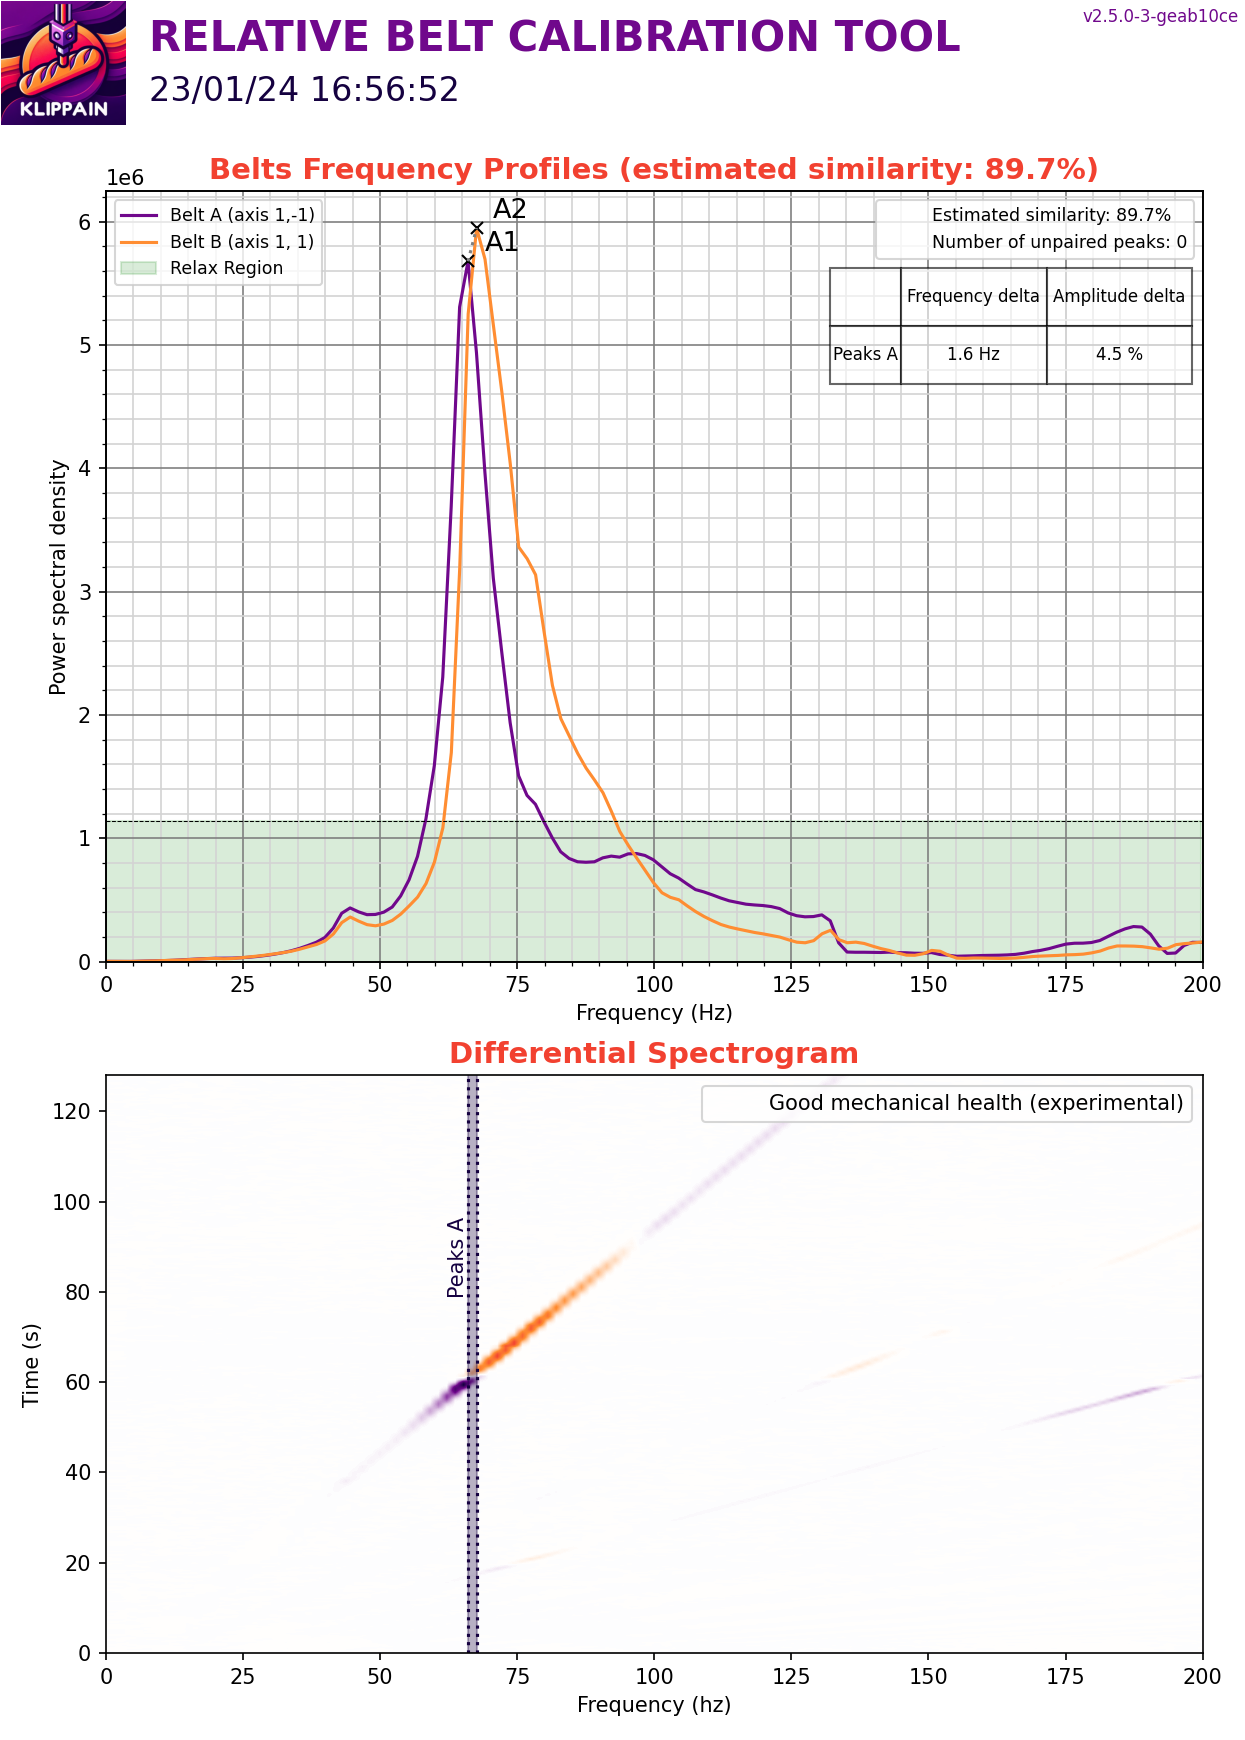 KLIPPAIN
RELATIVE BELT CALIBRATION TOOL
23/01/24 16:56:52
v2.5.0-3-geab10ce
Belts Frequency Profiles (estimated similarity: 89.7%)
1e6
Belt A (axis 1,-1)
Belt B (axis 1, 1)
Relax Region
A2
A1
Estimated similarity: 89.7%
Number of unpaired peaks: 0
Frequency delta Amplitude delta
Peaks A 1.6 Hz 4.5 %
Power spectral density
6
5
4
3
2
1
0
0 25 50 75 100 125 150 175 200
Frequency (Hz)
Differential Spectrogram
Good mechanical health (experimental)
Peaks A
Time (s)
120
100
80
60
40
20
0
0 25 50 75 100 125 150 175 200
Frequency (hz)